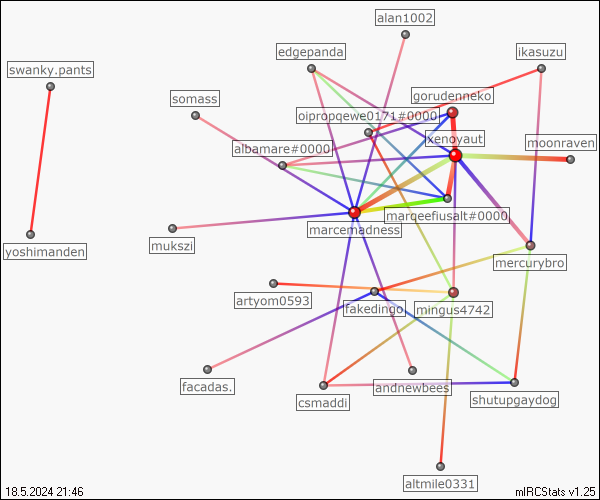 alan1002
edgepanda
ikasuzu
swanky.pants
somass
gorudenneko
oipropqewe0171#0000
xenoyaut
moonraven
albamare#0000
marqeefiusalt#0000
marcemadness
mukszi
yoshimanden
mercurybro
artyom0593
fakedingo
mingus4742
facadas.
andnewbees
csmaddi
shutupgaydog
altmile0331
18.5.2024 21:46
mIRCStats v1.25